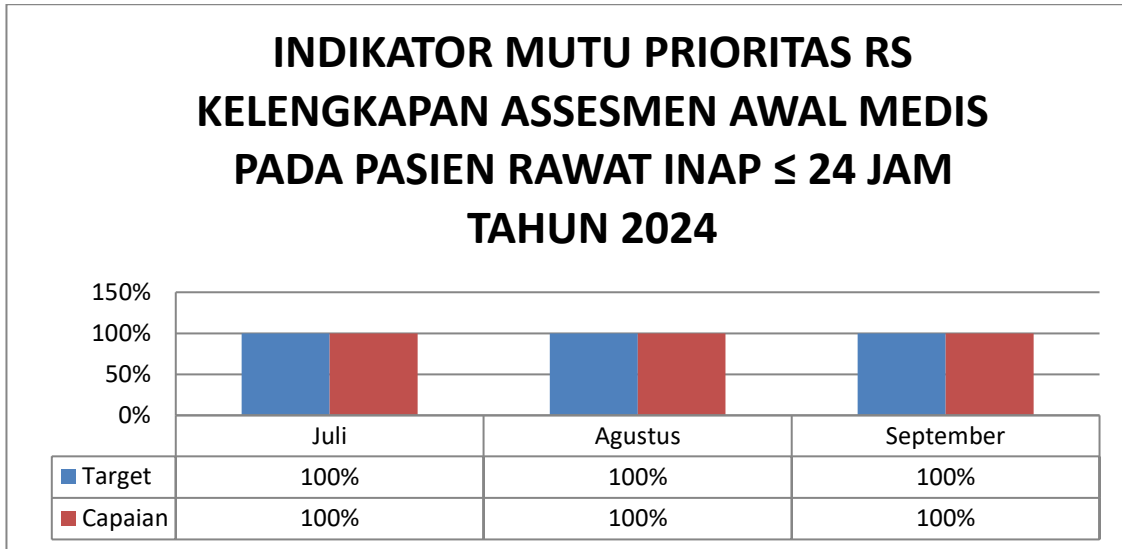 INDIKATOR MUTU PRIORITAS RS
KELENGKAPAN ASSESMEN AWAL MEDIS
PADA PASIEN RAWAT INAP ≤ 24 JAM
TAHUN 2024
150%
100%
50%
0%
Juli Agustus September
Target 100% 100% 100%
Capaian 100% 100% 100%